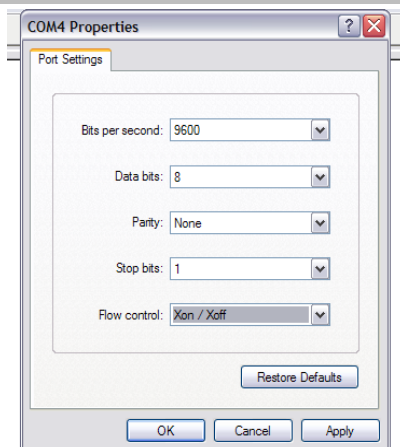 COM4 Properties
Port Settings
Bits per second: 9600
Data bits: 8
Parity: None
Stop bits: 1
Flow control: Xon / Xoff
Restore Defaults
OK Cancel Apply